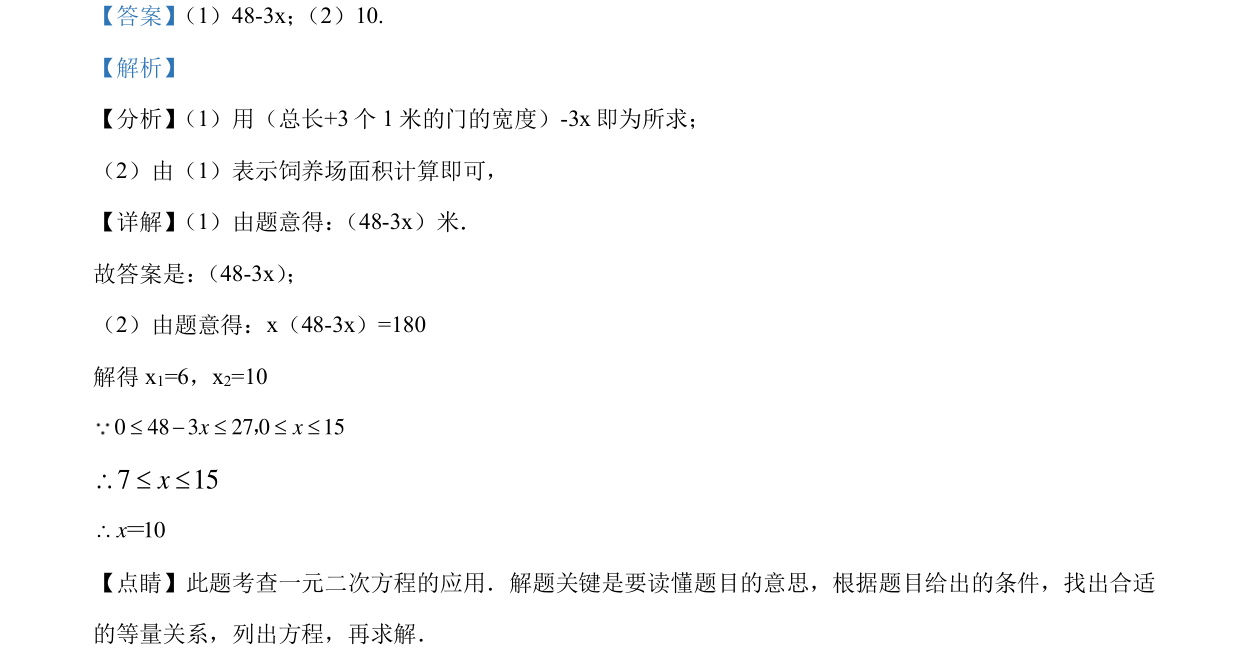 【答案】（1）48-3x；（2）10.
【解析】
【分析】（1）用（总长+3 个 1 米的门的宽度）-3x 即为所求；
（2）由（1）表示饲养场面积计算即可，
【详解】（1）由题意得：（48-3x）米．
故答案是：（48-3x）；
（2）由题意得：x（48-3x）=180
解得 x₁=6，x₂=10
∵0≤48−3x≤27,0≤x≤15
∴7≤x≤15
∴x=10
【点睛】此题考查一元二次方程的应用．解题关键是要读懂题目的意思，根据题目给出的条件，找出合适
的等量关系，列出方程，再求解．